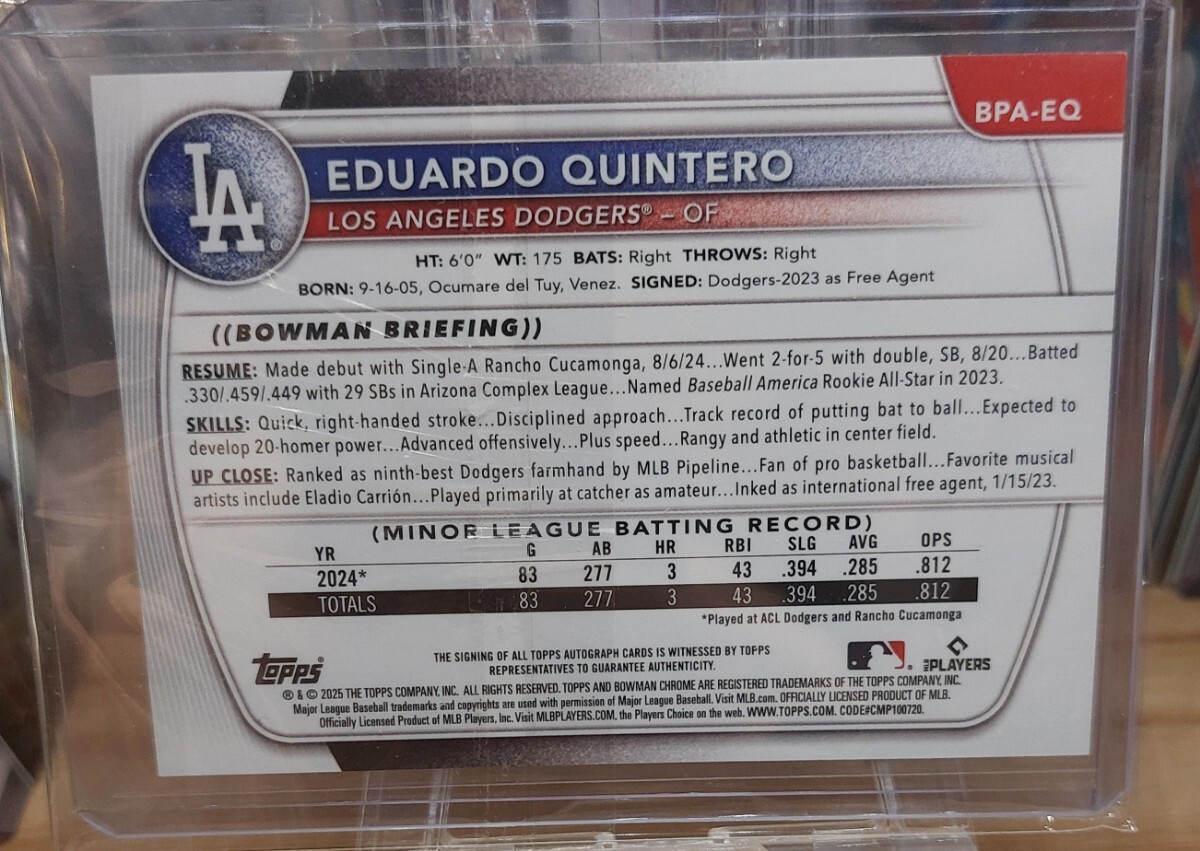 BPA-EQ
LA
EDUARDO QUINTERO
LOS ANGELES DODGERS® – OF
HT: 6'0" WT: 175 BATS: Right THROWS: Right
BORN: 9-16-05, Ocumare del Tuy, Venez. SIGNED: Dodgers-2023 as Free Agent
((BOWMAN BRIEFING))
RESUME: Made debut with Single-A Rancho Cucamonga, 8/6/24...Went 2-for-5 with double, SB, 8/20...Batted
.330/.459/.449 with 29 SBs in Arizona Complex League...Named Baseball America Rookie All-Star in 2023.
SKILLS: Quick, right-handed stroke...Disciplined approach...Track record of putting bat to ball...Expected to
develop 20-homer power...Advanced offensively...Plus speed...Rangy and athletic in center field.
UP CLOSE: Ranked as ninth-best Dodgers farmhand by MLB Pipeline...Fan of pro basketball...Favorite musical
artists include Eladio Carrión...Played primarily at catcher as amateur...Inked as international free agent, 1/15/23.
(MINOR LEAGUE BATTING RECORD)
YR G AB HR RBI SLG AVG OPS
2024* 83 277 3 43 .394 .285 .812
TOTALS 83 277 3 43 .394 .285 .812
*Played at ACL Dodgers and Rancho Cucamonga
topps®
THE SIGNING OF ALL TOPPS AUTOGRAPH CARDS IS WITNESSED BY TOPPS
REPRESENTATIVES TO GUARANTEE AUTHENTICITY.
PLAYERS
® & © 2025 THE TOPPS COMPANY, INC. ALL RIGHTS RESERVED. TOPPS AND BOWMAN CHROME ARE REGISTERED TRADEMARKS OF THE TOPPS COMPANY, INC.
Major League Baseball trademarks and copyrights are used with permission of Major League Baseball. Visit MLB.com. OFFICIALLY LICENSED PRODUCT OF MLB.
Officially Licensed Product of MLB Players, Inc. Visit MLBPLAYERS.COM, the Players Choice on the web. WWW.TOPPS.COM. CODE#CMP100720.